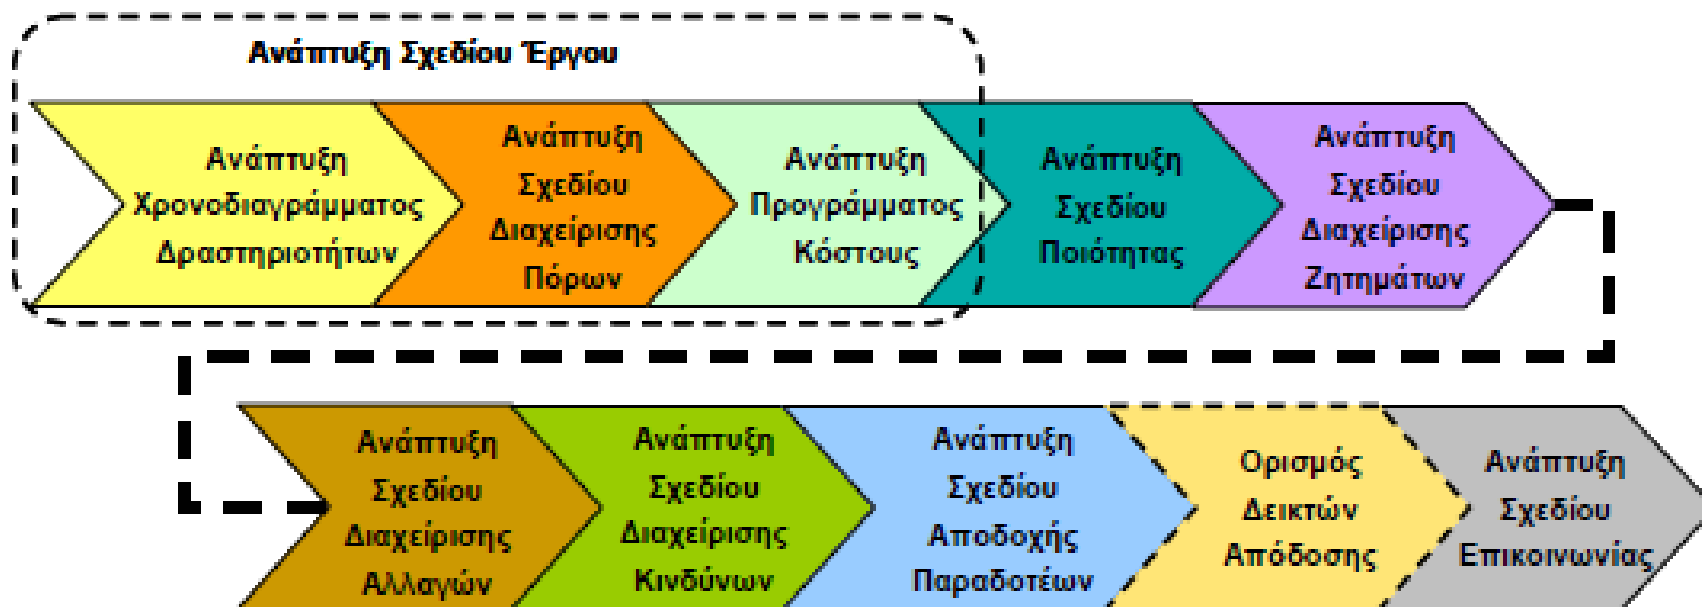 Ανάπτυξη Σχεδίου Έργου
Ανάπτυξη
Χρονοδιαγράμματος
Δραστηριοτήτων
Ανάπτυξη
Σχεδίου
Διαχείρισης
Πόρων
Ανάπτυξη
Προγράμματος
Κόστους
Ανάπτυξη
Σχεδίου
Ποιότητας
Ανάπτυξη
Σχεδίου
Διαχείρισης
Ζητημάτων
Ανάπτυξη
Σχεδίου
Διαχείρισης
Αλλαγών
Ανάπτυξη
Σχεδίου
Διαχείρισης
Κινδύνων
Ανάπτυξη
Σχεδίου
Αποδοχής
Παραδοτέων
Ορισμός
Δεικτών
Απόδοσης
Ανάπτυξη
Σχεδίου
Επικοινωνίας